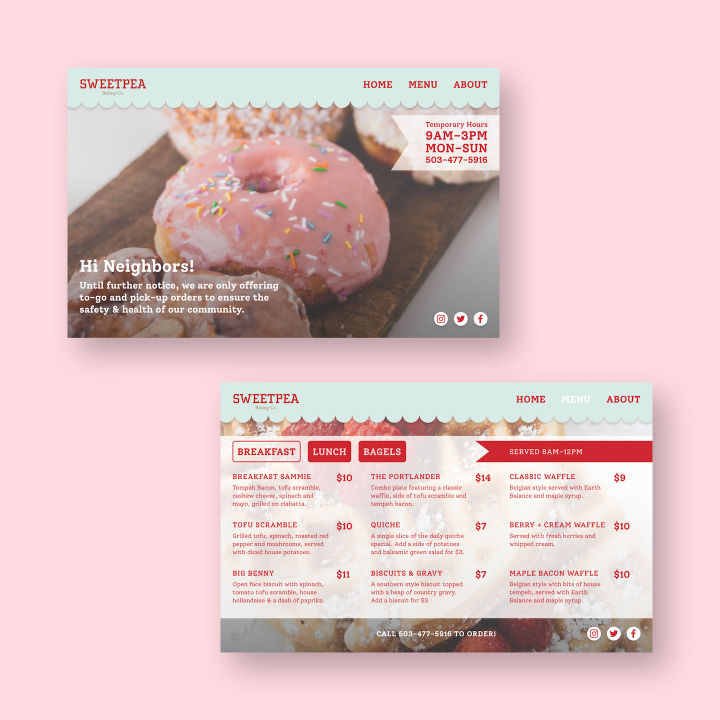 SWEETPEA
Baking Co.
HOME MENU ABOUT
Temporary Hours
9AM–3PM
MON–SUN
503-477-5916
Hi Neighbors!
Until further notice, we are only offering
to-go and pick-up orders to ensure the
safety & health of our community.
SWEETPEA
Baking Co.
HOME MENU ABOUT
BREAKFAST LUNCH BAGELS
SERVED 8AM–12PM
BREAKFAST SAMMIE $10
Tempeh Bacon, tofu scramble,
cashew cheese, spinach and
mayo, grilled on ciabatta.
TOFU SCRAMBLE $10
Grilled tofu, spinach, roasted red
pepper and mushrooms, served
with diced house potatoes.
BIG BENNY $11
Open face biscuit with spinach,
tomato tofu scramble, house
hollandaise & a dash of paprika.
THE PORTLANDER $14
Combo plate featuring a classic
waffle, side of tofu scramble and
tempeh bacon.
QUICHE $7
A single slice of the daily quiche
special. Add a side of potatoes
and balsamic green salad for $3.
BISCUITS & GRAVY $7
A southern style biscuit topped
with a heap of country gravy.
Add a biscuit for $3
CLASSIC WAFFLE $9
Belgian style served with Earth
Balance and maple syrup.
BERRY + CREAM WAFFLE $10
Served with fresh berries and
whipped cream.
MAPLE BACON WAFFLE $10
Belgian style with bits of house
tempeh, served with Earth
Balance and maple syrup.
CALL 503-477-5916 TO ORDER!